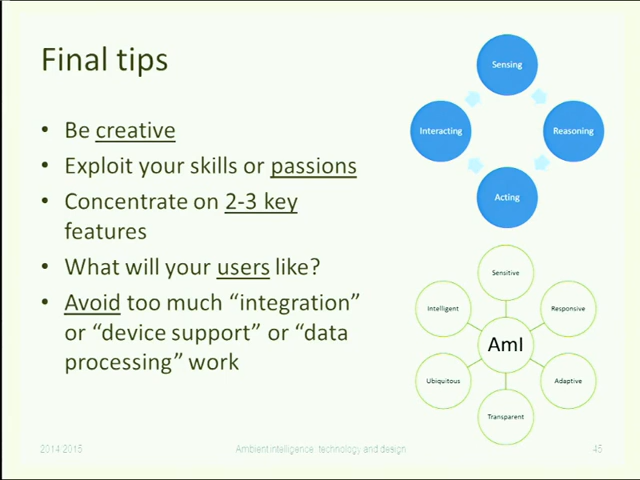 Final tips
• Be creative
• Exploit your skills or passions
• Concentrate on 2-3 key
features
• What will your users like?
• Avoid too much “integration”
or “device support” or “data
processing” work
Sensing
Interacting
Reasoning
Acting
Sensitive
Intelligent
Responsive
AmI
Ubiquitous
Adaptive
Transparent
2014/2015
Ambient intelligence: technology and design
45